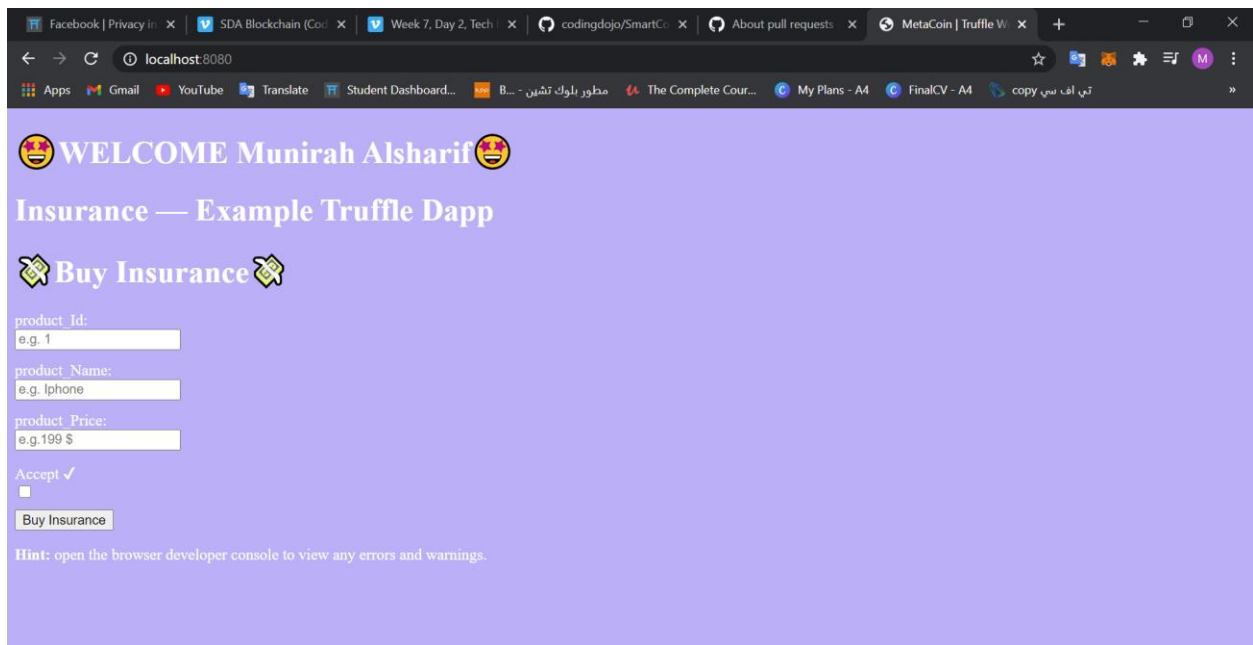 Facebook | Privacy in
SDA Blockchain (Cod
Week 7, Day 2, Tech
codingdojo/SmartCo
About pull requests
MetaCoin | Truffle W
localhost:8080
Apps
Gmail
YouTube
Translate
Student Dashboard...
مطور بلوك تشين - B...
The Complete Cour...
My Plans - A4
FinalCV - A4
تي اف سي copy
»
M
🤩WELCOME Munirah Alsharif🤩
Insurance — Example Truffle Dapp
💸Buy Insurance💸
product_Id:
e.g. 1
product_Name:
e.g. Iphone
product_Price:
e.g.199 $
Accept ✓
Buy Insurance
Hint: open the browser developer console to view any errors and warnings.